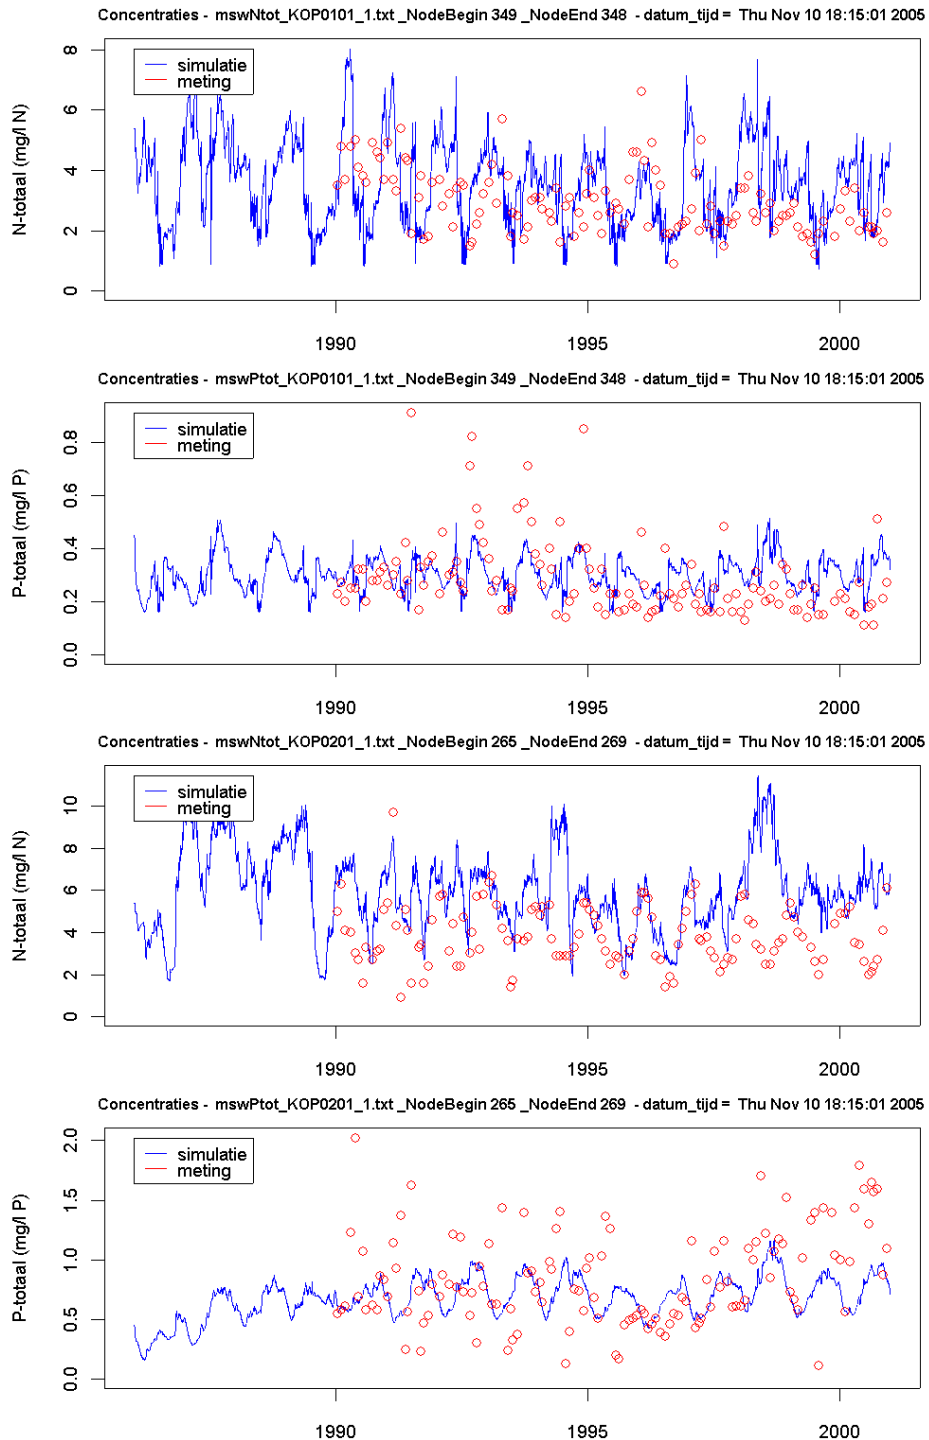 Concentraties - mswNtot_KOP0101_1.txt _NodeBegin 349 _NodeEnd 348 - datum_tijd = Thu Nov 10 18:15:01 2005
simulatie
meting
N-totaal (mg/l N)
8
6
4
2
0
1990
1995
2000
Concentraties - mswPtot_KOP0101_1.txt _NodeBegin 349 _NodeEnd 348 - datum_tijd = Thu Nov 10 18:15:01 2005
simulatie
meting
P-totaal (mg/l P)
0.8
0.6
0.4
0.2
0.0
1990
1995
2000
Concentraties - mswNtot_KOP0201_1.txt _NodeBegin 265 _NodeEnd 269 - datum_tijd = Thu Nov 10 18:15:01 2005
simulatie
meting
N-totaal (mg/l N)
10
8
6
4
2
0
1990
1995
2000
Concentraties - mswPtot_KOP0201_1.txt _NodeBegin 265 _NodeEnd 269 - datum_tijd = Thu Nov 10 18:15:01 2005
simulatie
meting
P-totaal (mg/l P)
2.0
1.5
1.0
0.5
0.0
1990
1995
2000